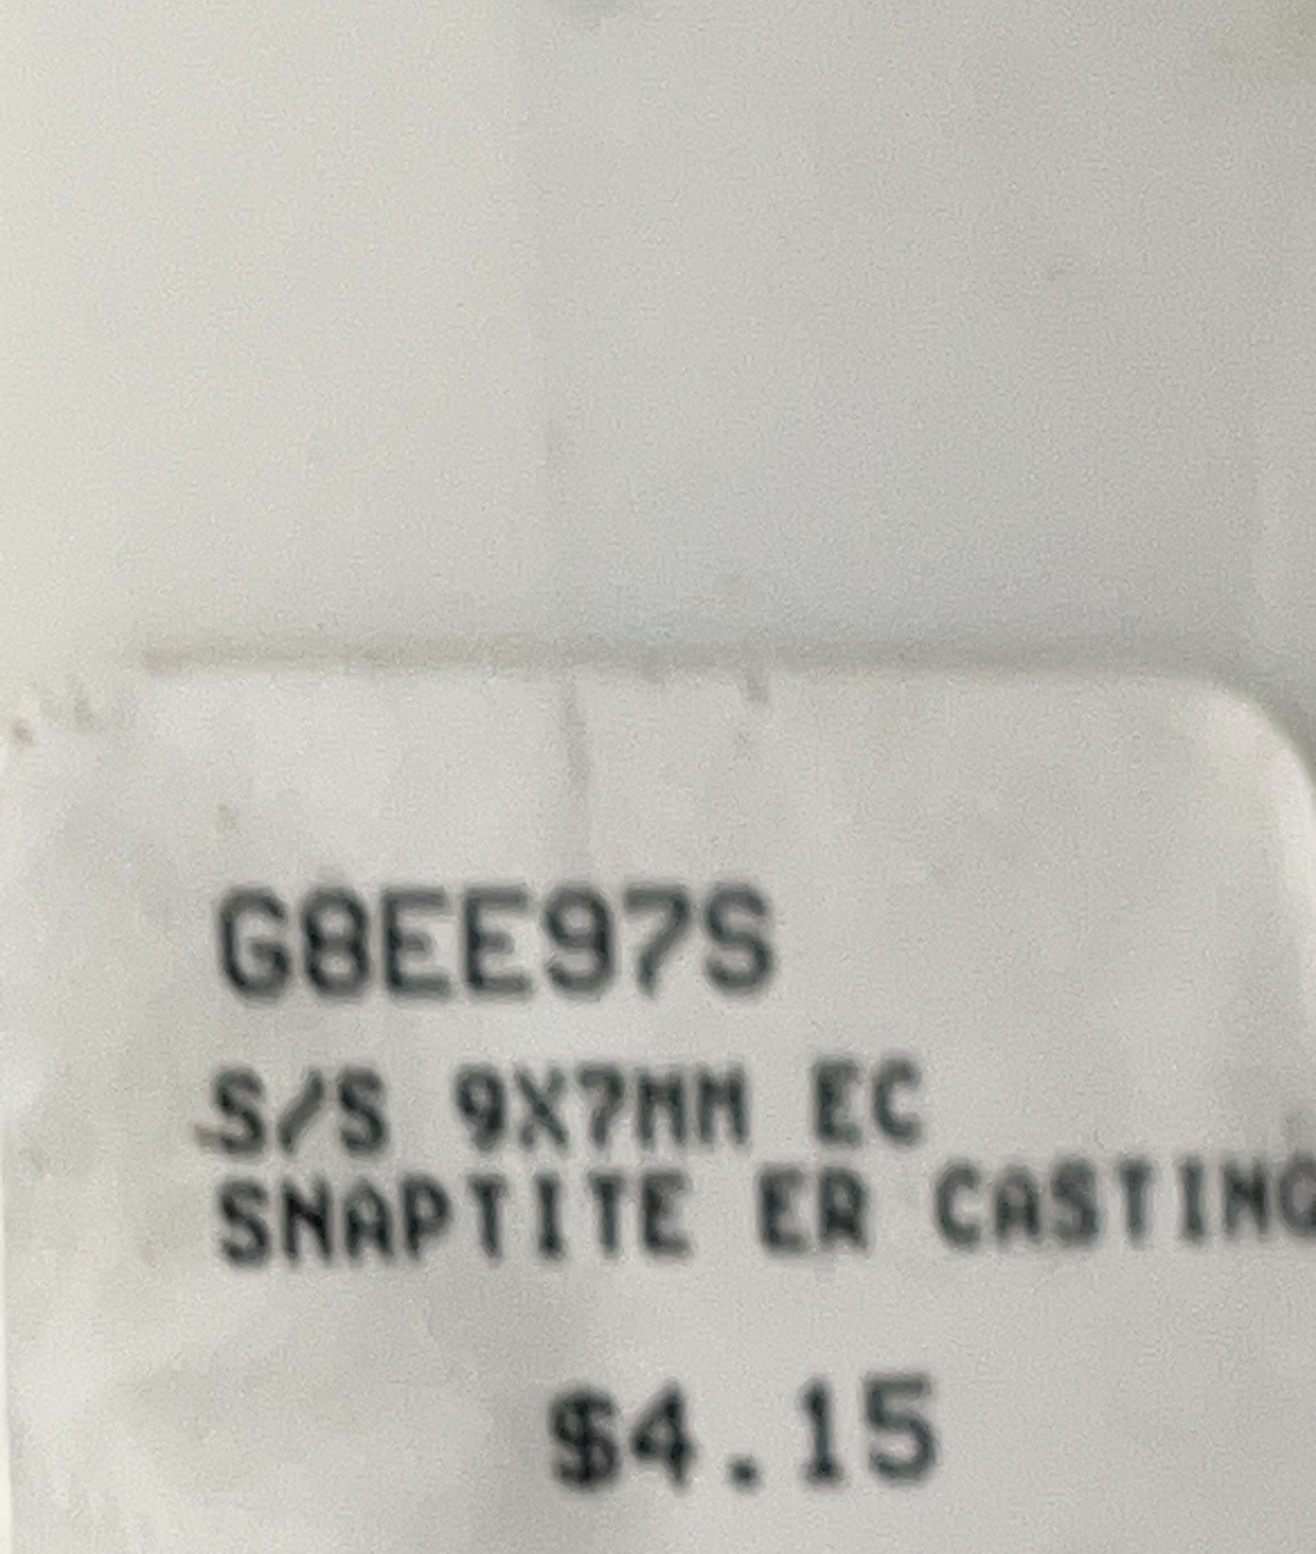 G8EE97S
S/S 9X7MM EC
SNAPTITE ER CASTING
$4.15